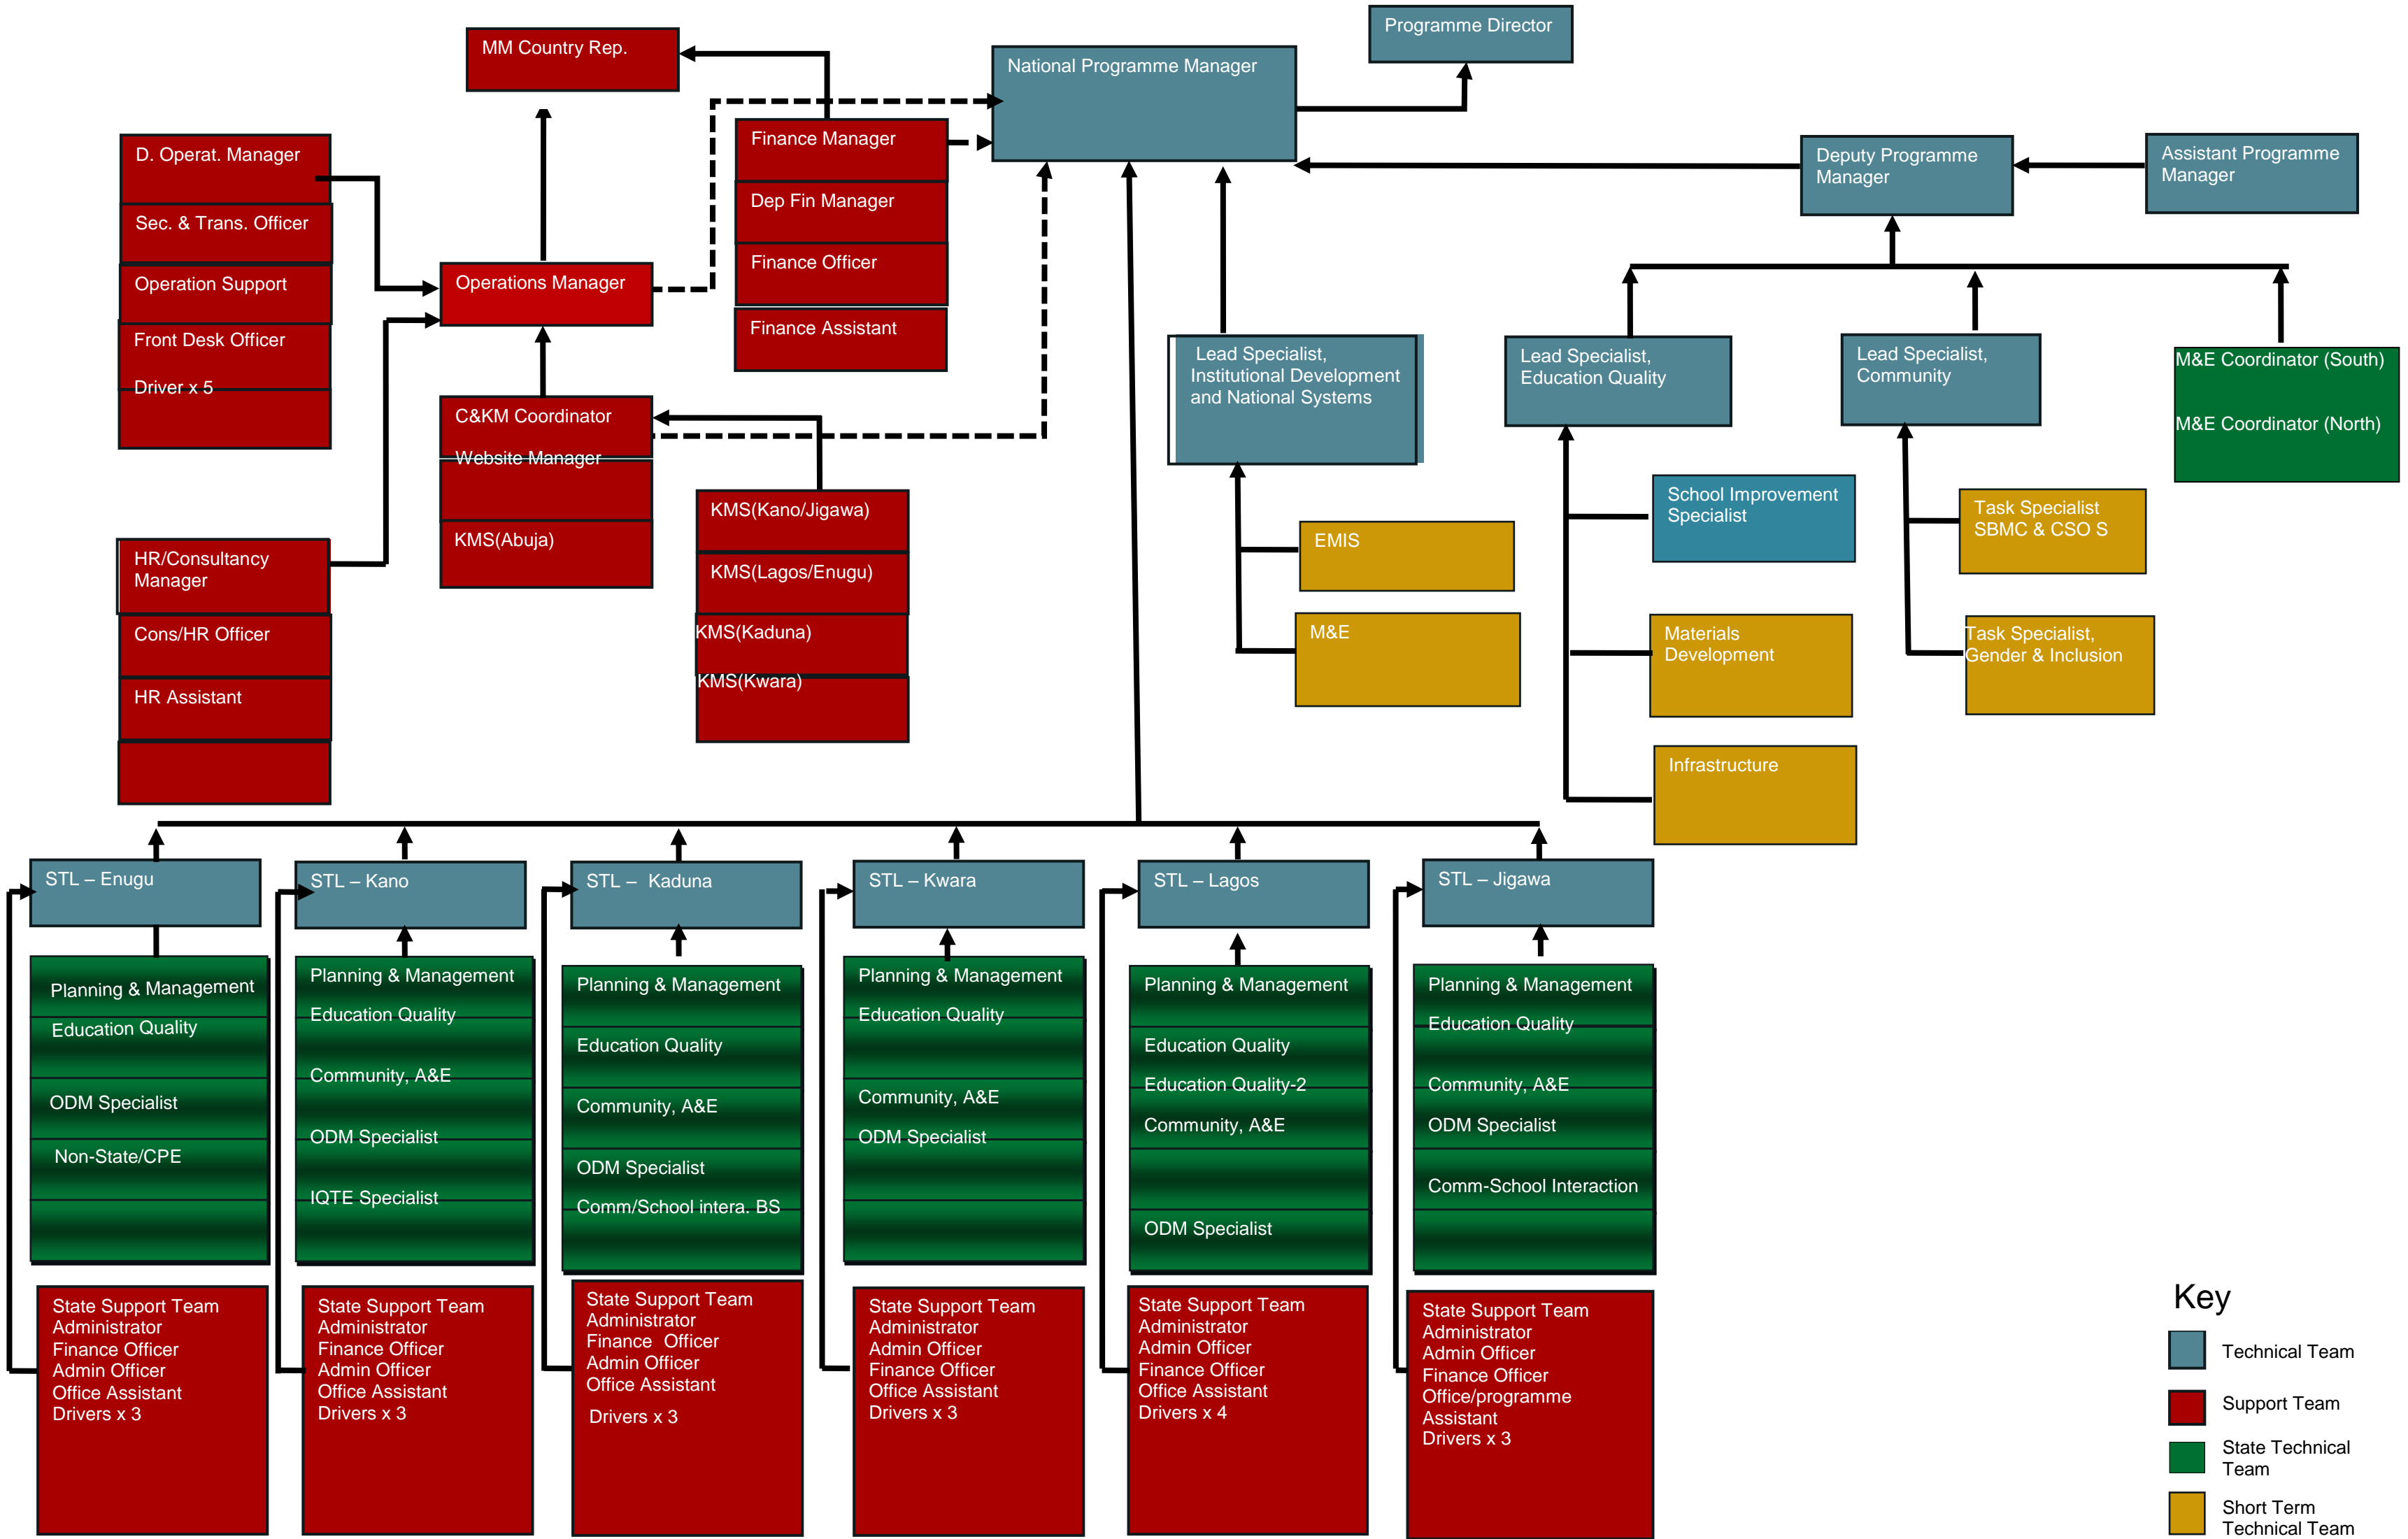 Programme Director
MM Country Rep.
National Programme Manager
D. Operat. Manager
Sec. & Trans. Officer
Operation Support
Front Desk Officer
Driver x 5
Operations Manager
Finance Manager
Dep Fin Manager
Finance Officer
Finance Assistant
Deputy Programme
Manager
Assistant Programme
Manager
C&KM Coordinator
Website Manager
KMS(Abuja)
KMS(Kano/Jigawa)
KMS(Lagos/Enugu)
KMS(Kaduna)
KMS(Kwara)
HR/Consultancy
Manager
Cons/HR Officer
HR Assistant
Lead Specialist,
Institutional Development
and National Systems
EMIS
M&E
Lead Specialist,
Education Quality
School Improvement
Specialist
Materials
Development
Infrastructure
Lead Specialist,
Community
Task Specialist
SBMC & CSO S
Task Specialist,
Gender & Inclusion
M&E Coordinator (South)
M&E Coordinator (North)
STL – Enugu
Planning & Management
Education Quality
ODM Specialist
Non-State/CPE
State Support Team
Administrator
Finance Officer
Admin Officer
Office Assistant
Drivers x 3
STL – Kano
Planning & Management
Education Quality
Community, A&E
ODM Specialist
IQTE Specialist
State Support Team
Administrator
Finance Officer
Admin Officer
Office Assistant
Drivers x 3
STL – Kaduna
Planning & Management
Education Quality
Community, A&E
ODM Specialist
Comm/School intera. BS
State Support Team
Administrator
Finance Officer
Admin Officer
Office Assistant
Drivers x 3
STL – Kwara
Planning & Management
Education Quality
Community, A&E
ODM Specialist
State Support Team
Administrator
Admin Officer
Finance Officer
Office Assistant
Drivers x 3
STL – Lagos
Planning & Management
Education Quality
Education Quality-2
Community, A&E
ODM Specialist
State Support Team
Administrator
Admin Officer
Finance Officer
Office Assistant
Drivers x 4
STL – Jigawa
Planning & Management
Education Quality
Community, A&E
ODM Specialist
Comm-School Interaction
State Support Team
Administrator
Admin Officer
Finance Officer
Office/programme
Assistant
Drivers x 3
Key
Technical Team
Support Team
State Technical
Team
Short Term
Technical Team